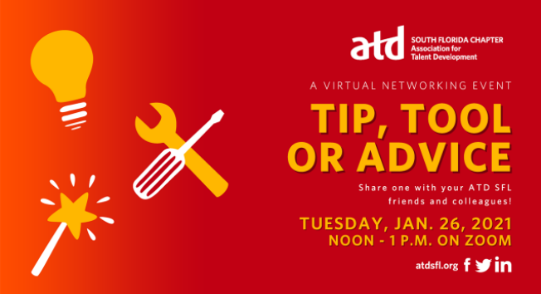 atd
SOUTH FLORIDA CHAPTER
Association for
Talent Development
A VIRTUAL NETWORKING EVENT
TIP, TOOL
OR ADVICE
Share one with your ATD SFL
friends and colleagues!
TUESDAY, JAN. 26, 2021
NOON - 1 P.M. ON ZOOM
atdsfl.org f in